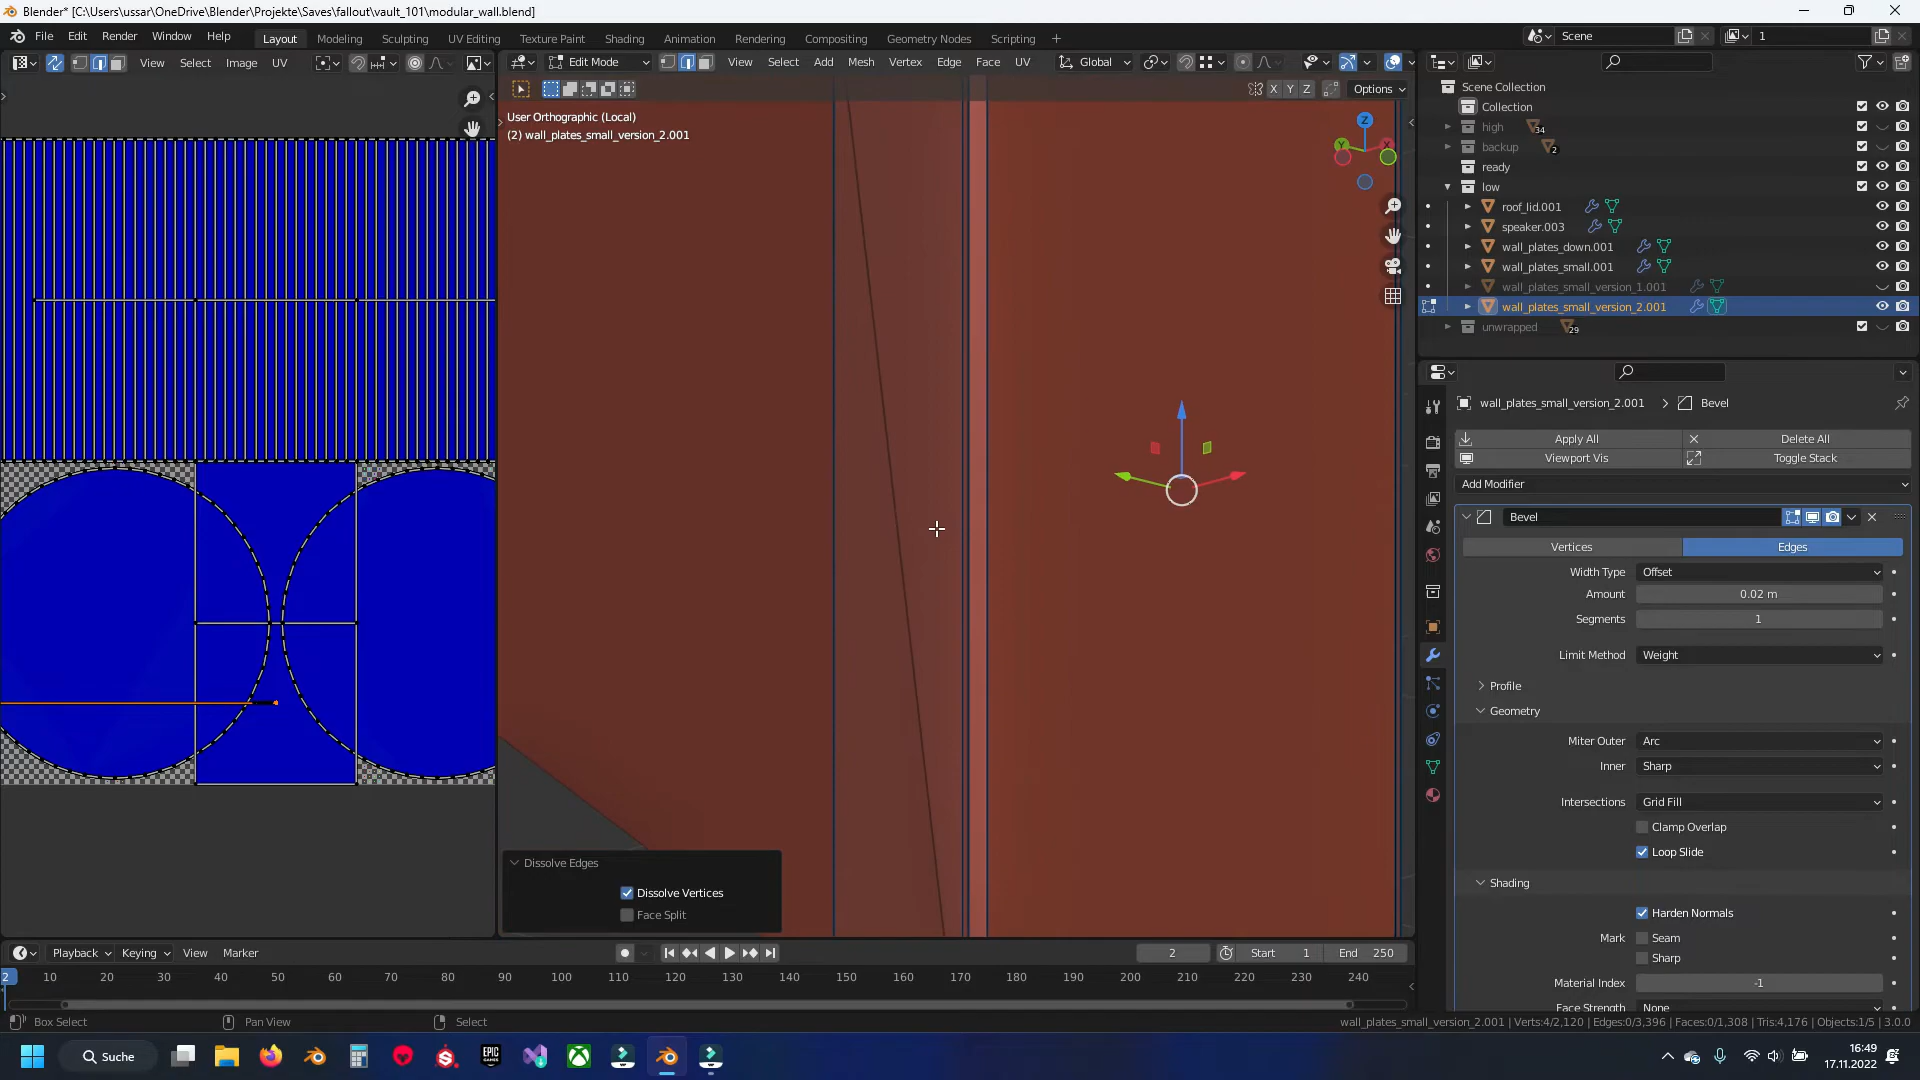 Blender* [C:\Users\ussar\OneDrive\Blender\Projekte\Saves\fallout\vault_101\modular_wall.blend]
File Edit Render Window Help Layout Modeling Sculpting UV Editing Texture Paint Shading Animation Rendering Compositing Geometry Nodes Scripting + Scene 1
View Select Image UV Edit Mode View Select Add Mesh Vertex Edge Face UV Global
X Y Z Options
User Orthographic (Local)
(2) wall_plates_small_version_2.001
Z
Scene Collection
Collection
high 34
backup 2
ready
low
roof_lid.001
speaker.003
wall_plates_down.001
wall_plates_small.001
wall_plates_small_version_1.001
wall_plates_small_version_2.001
unwrapped 29
wall_plates_small_version_2.001 > Bevel
Apply All Delete All
Viewport Vis Toggle Stack
Add Modifier
Bevel
Vertices Edges
Width Type Offset
Amount 0.02 m
Segments 1
Limit Method Weight
Profile
Geometry
Miter Outer Arc
Inner Sharp
Intersections Grid Fill
Clamp Overlap
Loop Slide
Shading
Harden Normals
Mark Seam
Sharp
Material Index -1
Face Strength None
Dissolve Edges
Dissolve Vertices
Face Split
Playback Keying View Marker 2 Start 1 End 250
2 10 20 30 40 50 60 70 80 90 100 110 120 130 140 150 160 170 180 190 200 210 220 230 240
Box Select Pan View Select wall_plates_small_version_2.001 | Verts:4/2,120 | Edges:0/3,396 | Faces:0/1,308 | Tris:4,176 | Objects:1/5 | 3.0.0
Suche EPIC GAMES 16:49
17.11.2022